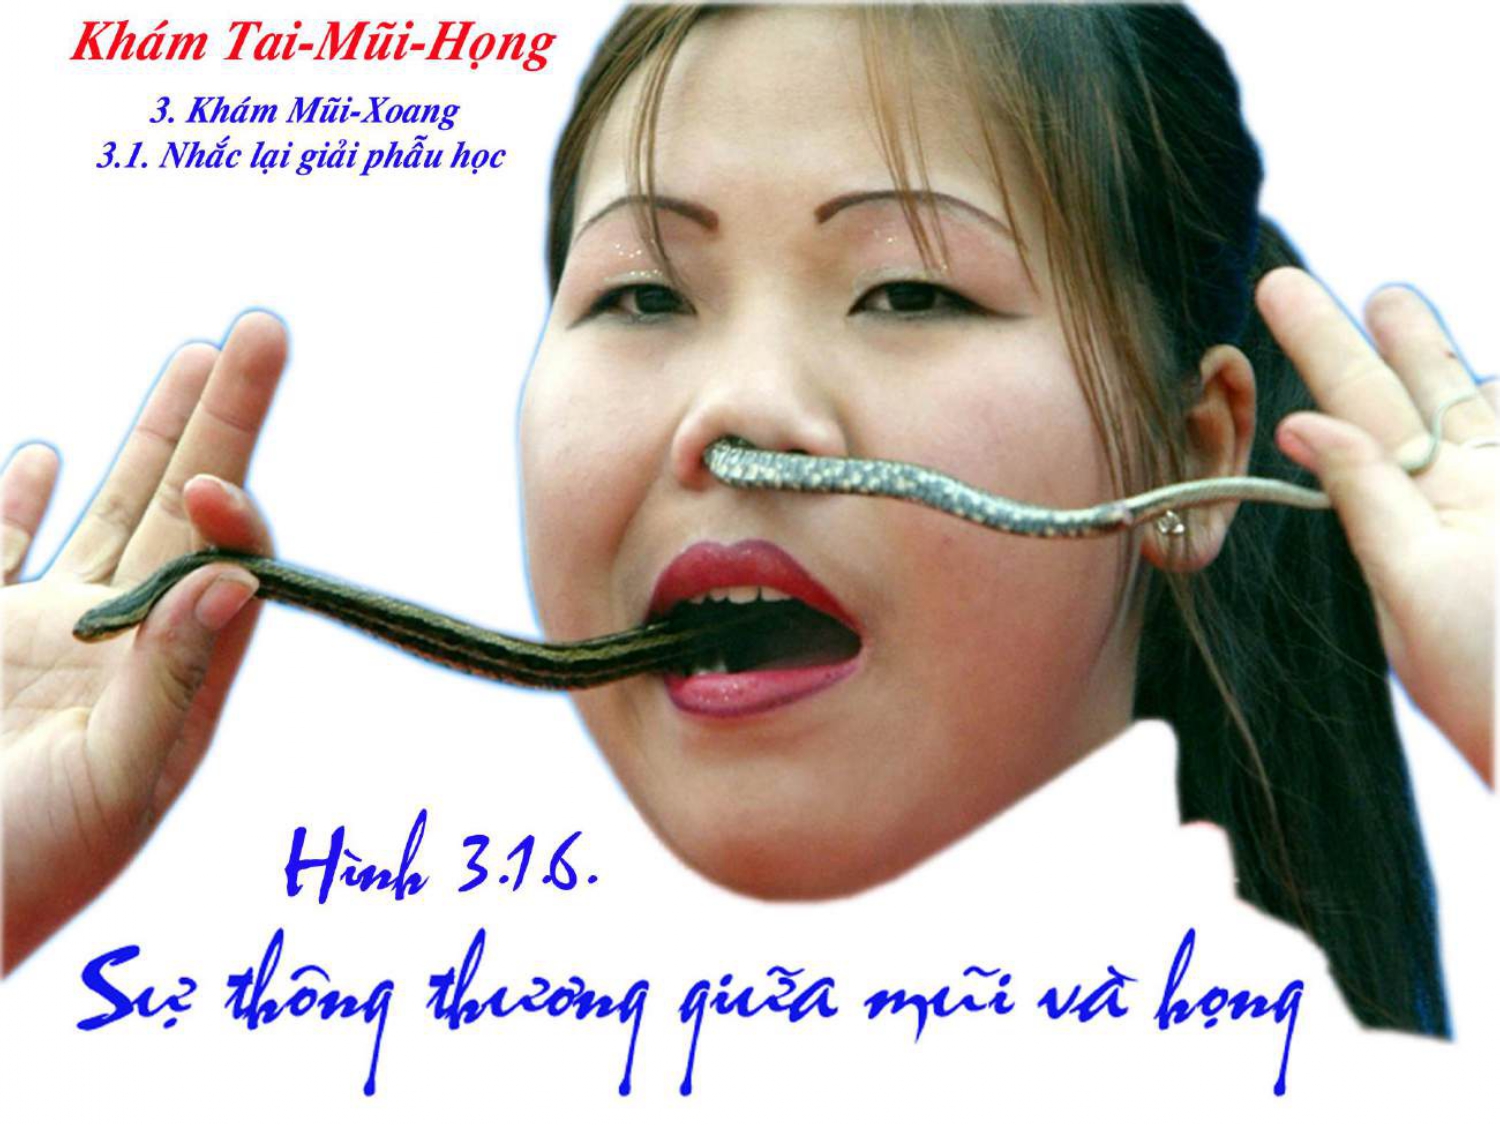 Khám Tai-Mũi-Họng
3. Khám Mũi-Xoang
3.1. Nhắc lại giải phẫu học
Hình 3.1.6.
Sự thông thương giữa mũi và họng